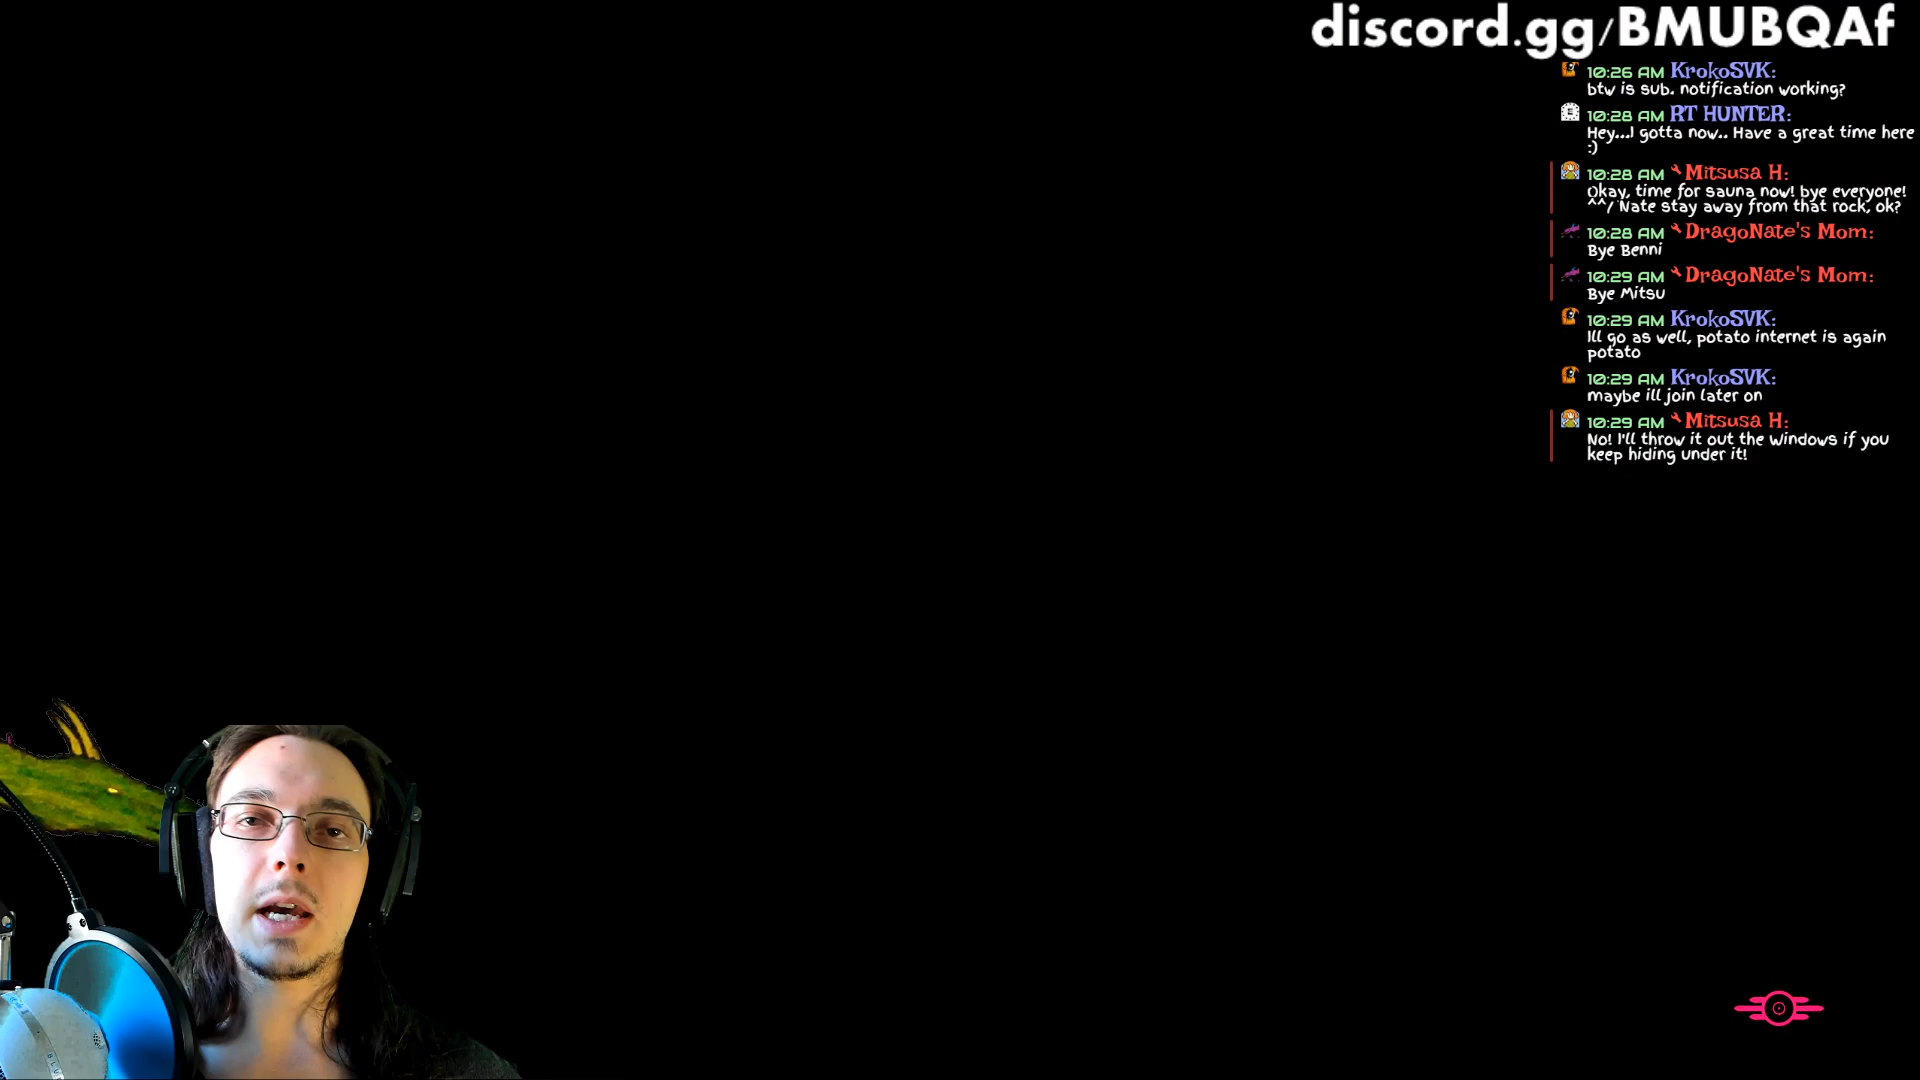 discord.gg/BMUBQAf
10:26 AM KrokoSVK:
btw is sub. notification working?
10:28 AM RT HUNTER:
Hey...I gotta now.. Have a great time here
:)
10:28 AM Mitsusa H:
Okay, time for sauna now! bye everyone!
^^/ Nate stay away from that rock, ok?
10:28 AM DragoNate's Mom:
Bye Benni
10:29 AM DragoNate's Mom:
Bye Mitsu
10:29 AM KrokoSVK:
Ill go as well, potato internet is again
potato
10:29 AM KrokoSVK:
maybe ill join later on
10:29 AM Mitsusa H:
No! I'll throw it out the Windows if you
keep hiding under it!